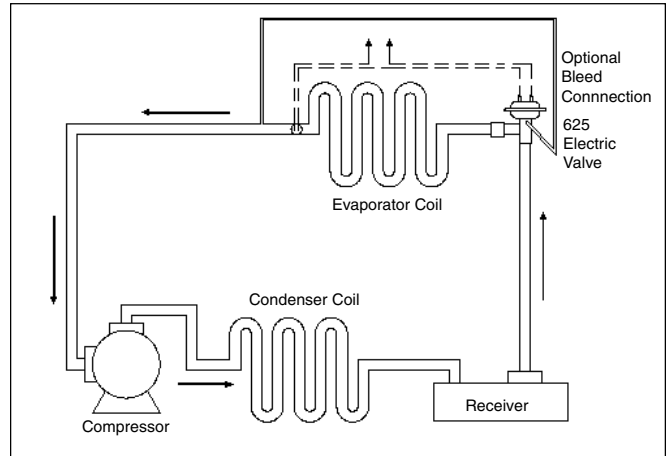 Optional
Bleed
Connnection
625
Electric
Valve
Evaporator Coil
Condenser Coil
Receiver
Compressor